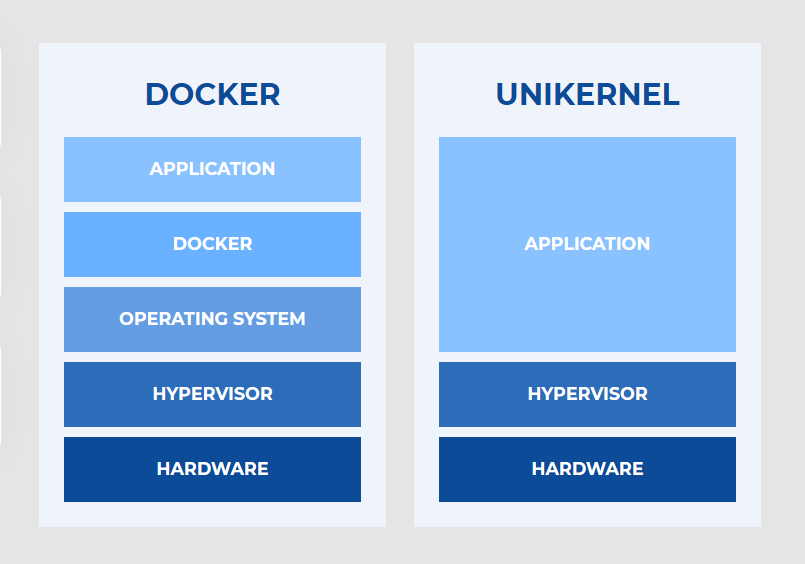 DOCKER
APPLICATION
DOCKER
OPERATING SYSTEM
HYPERVISOR
HARDWARE
UNIKERNEL
APPLICATION
HYPERVISOR
HARDWARE